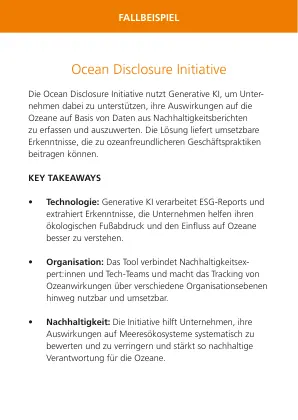 FALLBEISPIEL
Ocean Disclosure Initiative
Die Ocean Disclosure Initiative nutzt Generative KI, um Unter-
nehmen dabei zu unterstützen, ihre Auswirkungen auf die
Ozeane auf Basis von Daten aus Nachhaltigkeitsberichten
zu erfassen und auszuwerten. Die Lösung liefert umsetzbare
Erkenntnisse, die zu ozeanfreundlicheren Geschäftspraktiken
beitragen können.
KEY TAKEAWAYS
• Technologie: Generative KI verarbeitet ESG-Reports und
extrahiert Erkenntnisse, die Unternehmen helfen ihren
ökologischen Fußabdruck und den Einfluss auf Ozeane
besser zu verstehen.
• Organisation: Das Tool verbindet Nachhaltigkeitsex-
pert:innen und Tech-Teams und macht das Tracking von
Ozeanwirkungen über verschiedene Organisationsebenen
hinweg nutzbar und umsetzbar.
• Nachhaltigkeit: Die Initiative hilft Unternehmen, ihre
Auswirkungen auf Meeresökosysteme systematisch zu
bewerten und zu verringern und stärkt so nachhaltige
Verantwortung für die Ozeane.